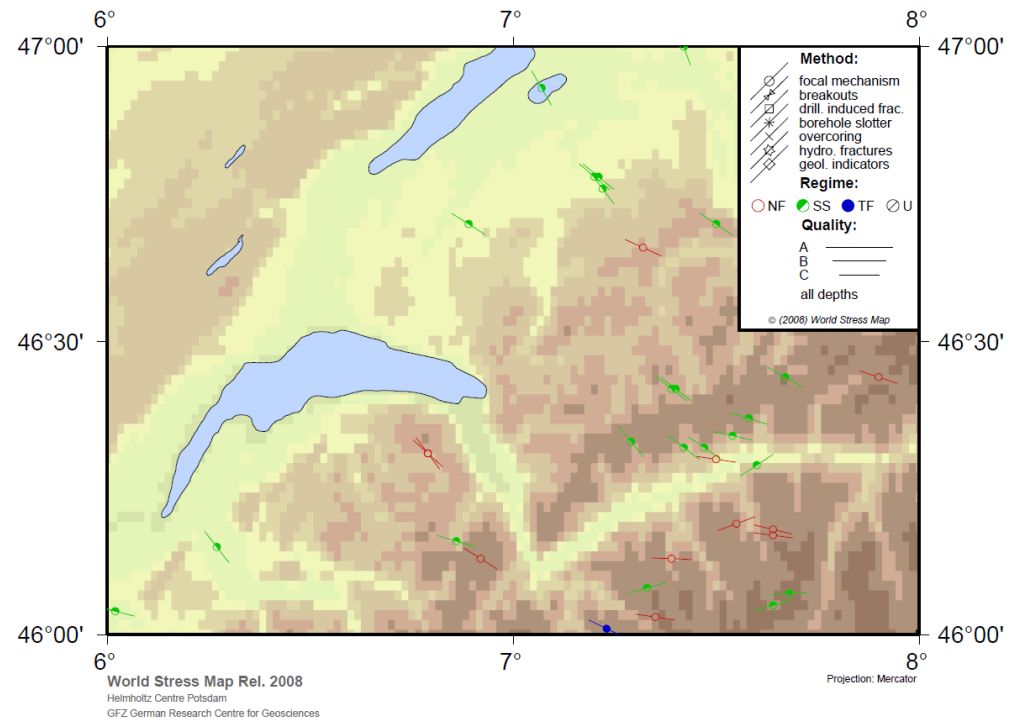 6° 7° 8°
47°00' 47°00'
Method:
focal mechanism
breakouts
drill. induced frac.
borehole slotter
overcoring
hydro. fractures
geol. indicators
Regime:
NF SS TF U
Quality:
A
B
C
all depths
© (2008) World Stress Map
46°30' 46°30'
46°00' 46°00'
6° 7° 8°
World Stress Map Rel. 2008
Projection: Mercator
Helmholtz Centre Potsdam
GFZ German Research Centre for Geosciences